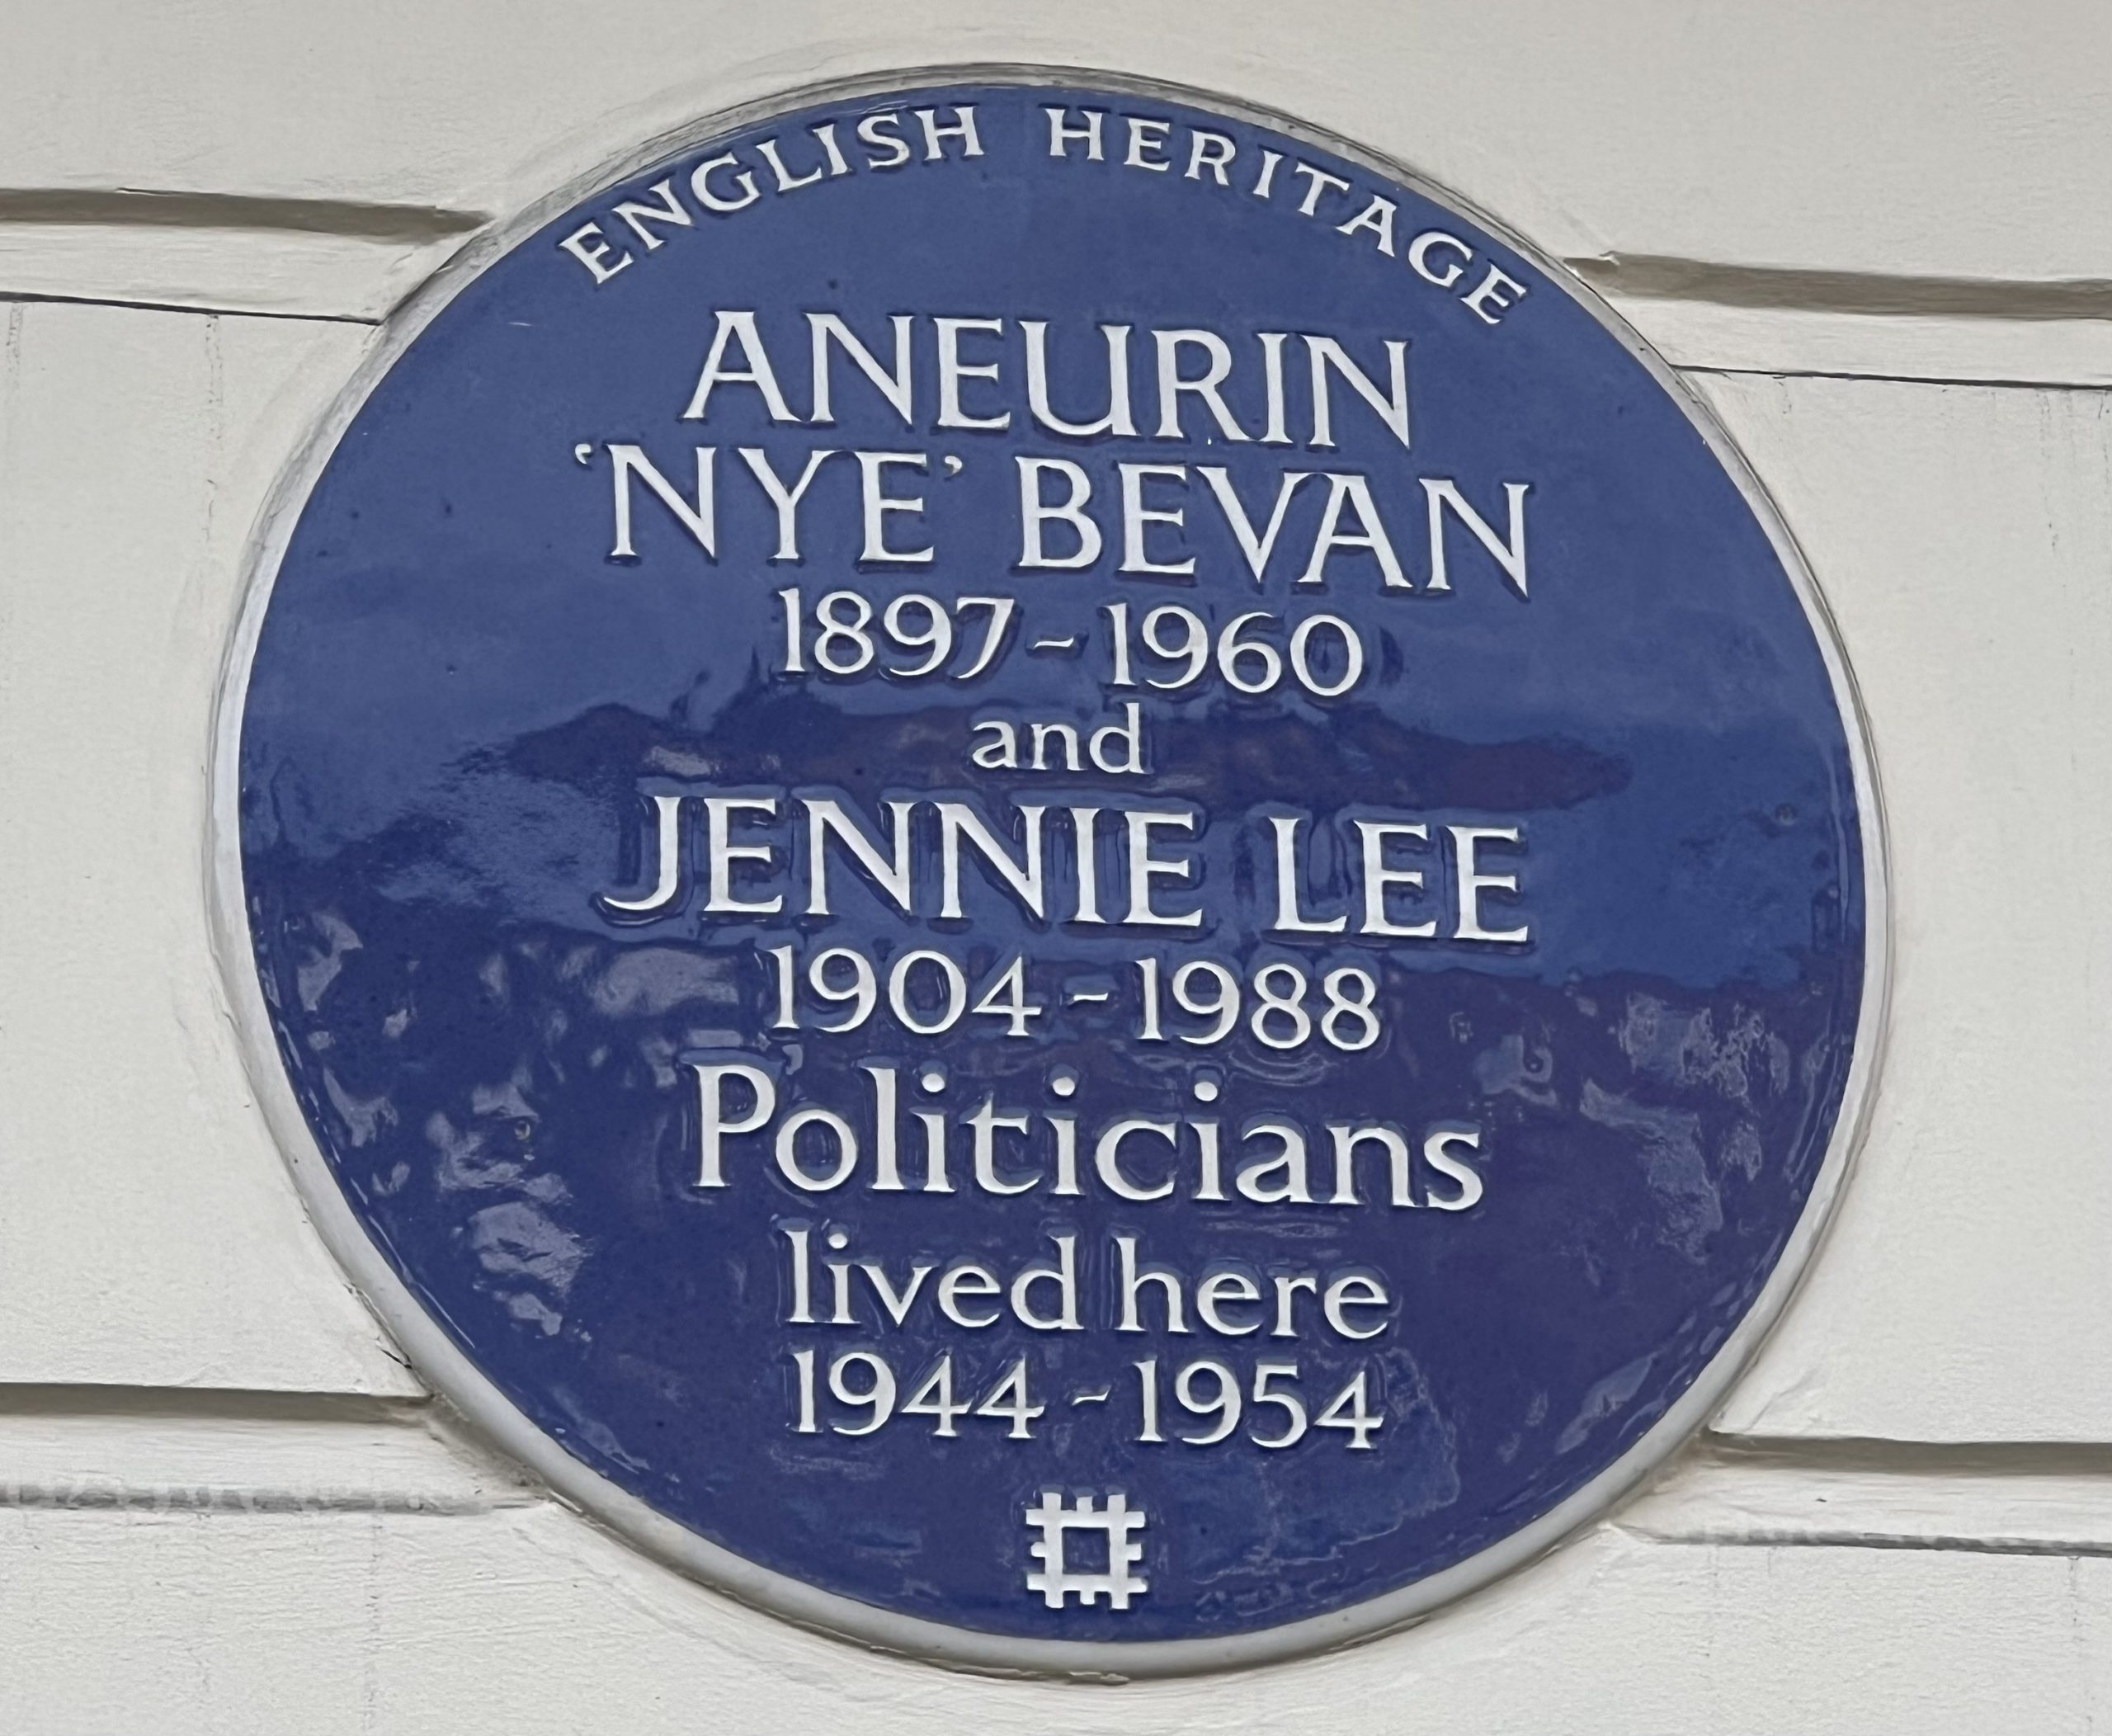 ENGLISH HERITAGE
ANEURIN
‘NYE’ BEVAN
1897-1960
and
JENNIE LEE
1904-1988
Politicians
lived here
1944-1954